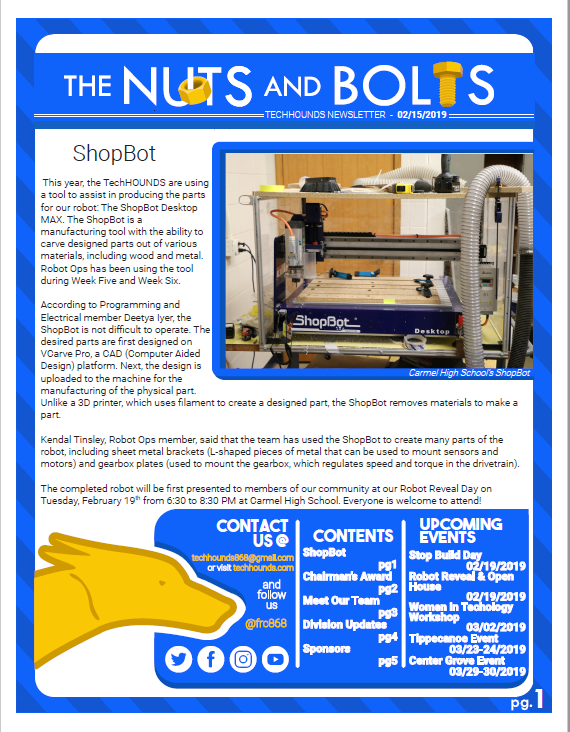 THE NUTS AND BOLTS
TECHHOUNDS NEWSLETTER - 02/15/2019
ShopBot
This year, the TechHOUNDS are using
a tool to assist in producing the parts
for our robot: The ShopBot Desktop
MAX. The ShopBot is a
manufacturing tool with the ability to
carve designed parts out of various
materials, including wood and metal.
Robot Ops has been using the tool
during Week Five and Week Six.
According to Programming and
Electrical member Deetya Iyer, the
ShopBot is not difficult to operate. The
desired parts are first designed on
VCarve Pro, a CAD (Computer Aided
Design) platform. Next, the design is
uploaded to the machine for the
manufacturing of the physical part.
Unlike a 3D printer, which uses filament to create a designed part, the ShopBot removes materials to make a
part.
ShopBot
Desktop
Carmel High School's ShopBot
Kendal Tinsley, Robot Ops member, said that the team has used the ShopBot to create many parts of the
robot, including sheet metal brackets (L-shaped pieces of metal that can be used to mount sensors and
motors) and gearbox plates (used to mount the gearbox, which regulates speed and torque in the drivetrain).
The completed robot will be first presented to members of our community at our Robot Reveal Day on
Tuesday, February 19th from 6:30 to 8:30 PM at Carmel High School. Everyone is welcome to attend!
CONTACT
US @
techhounds868@gmail.com
or visit techhounds.com
and
follow
us
@frc868
CONTENTS
ShopBot
pg1
Chairman's Award
pg2
Meet Our Team
pg3
Division Updates
pg4
Sponsors
pg5
UPCOMING
EVENTS
Stop Build Day
02/19/2019
Robot Reveal & Open
House
02/19/2019
Women in Techology
Workshop
03/02/2019
Tippecanoe Event
03/23-24/2019
Center Grove Event
03/29-30/2019
pg.1